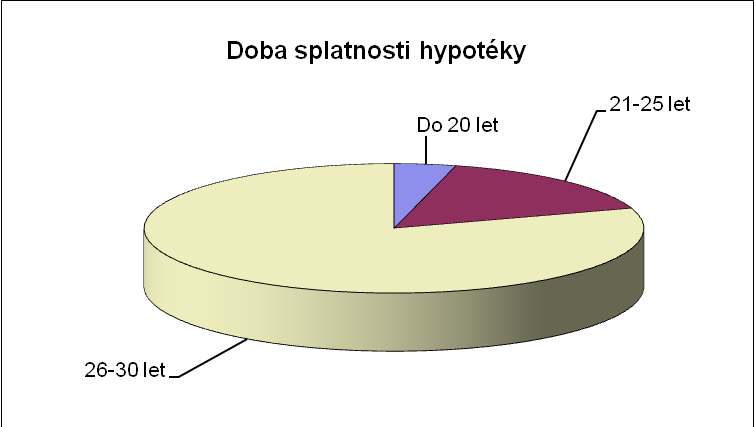 Doba splatnosti hypotéky
Do 20 let
21-25 let
26-30 let